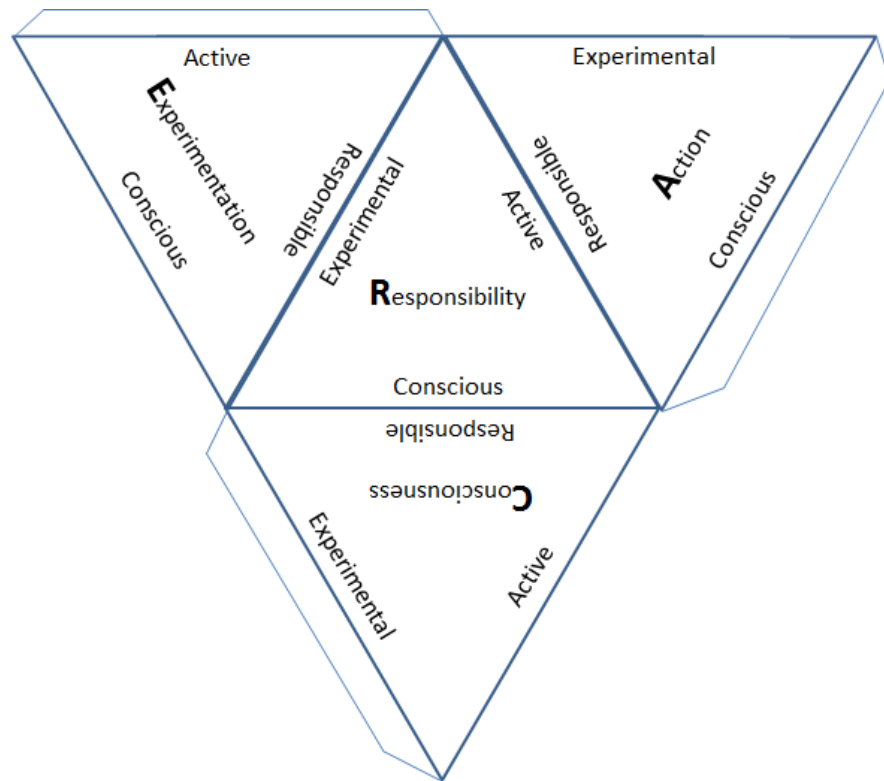 Active
Experimentation
Conscious
Responsible
Experimental
Action
Responsible
Conscious
Experimental
Active
Responsibility
Conscious
Responsible
Consciousness
Experimental
Active